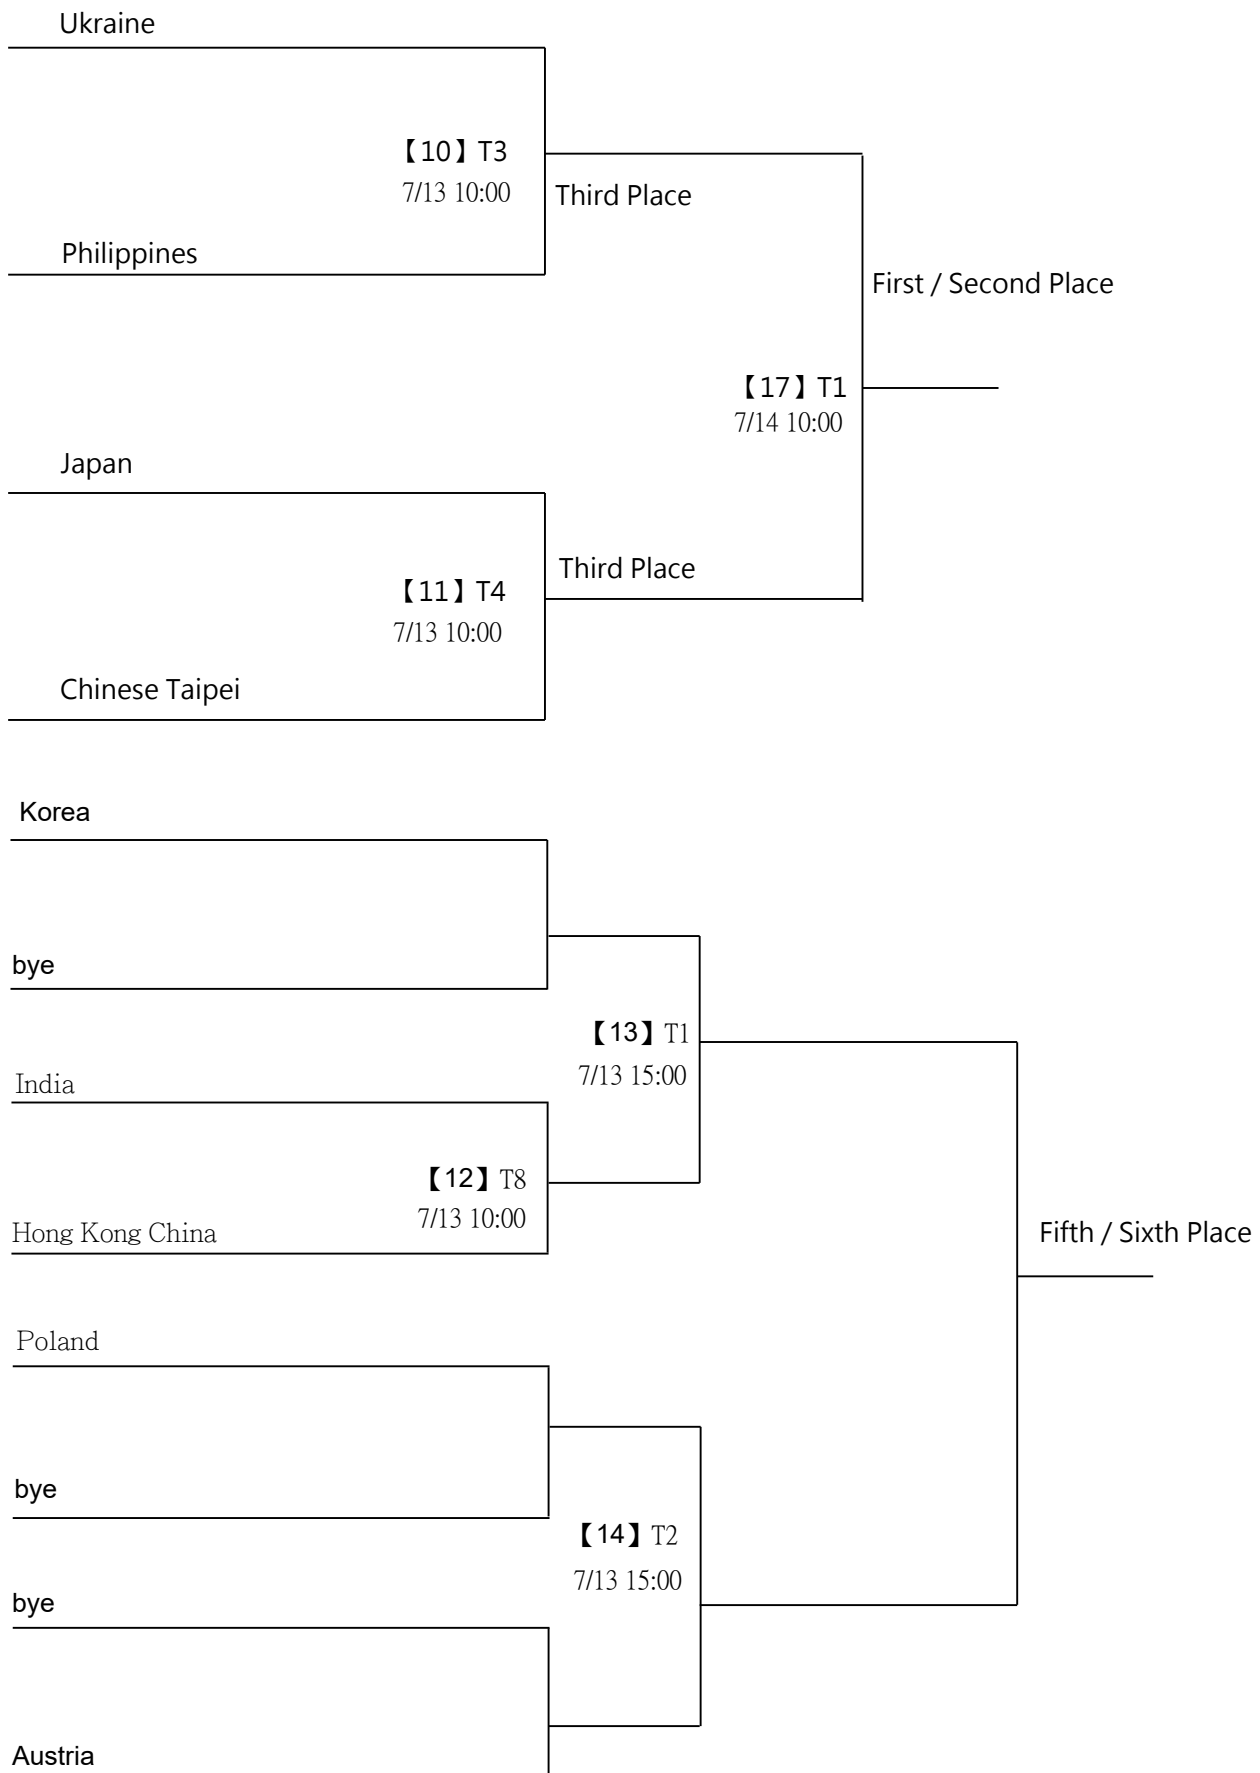 Ukraine
【10】T3
7/13 10:00
Third Place
Philippines
First / Second Place
【17】T1
7/14 10:00
Japan
Third Place
【11】T4
7/13 10:00
Chinese Taipei
Korea
bye
【13】T1
7/13 15:00
India
【12】T8
7/13 10:00
Hong Kong China
Fifth / Sixth Place
Poland
bye
【14】T2
7/13 15:00
bye
Austria